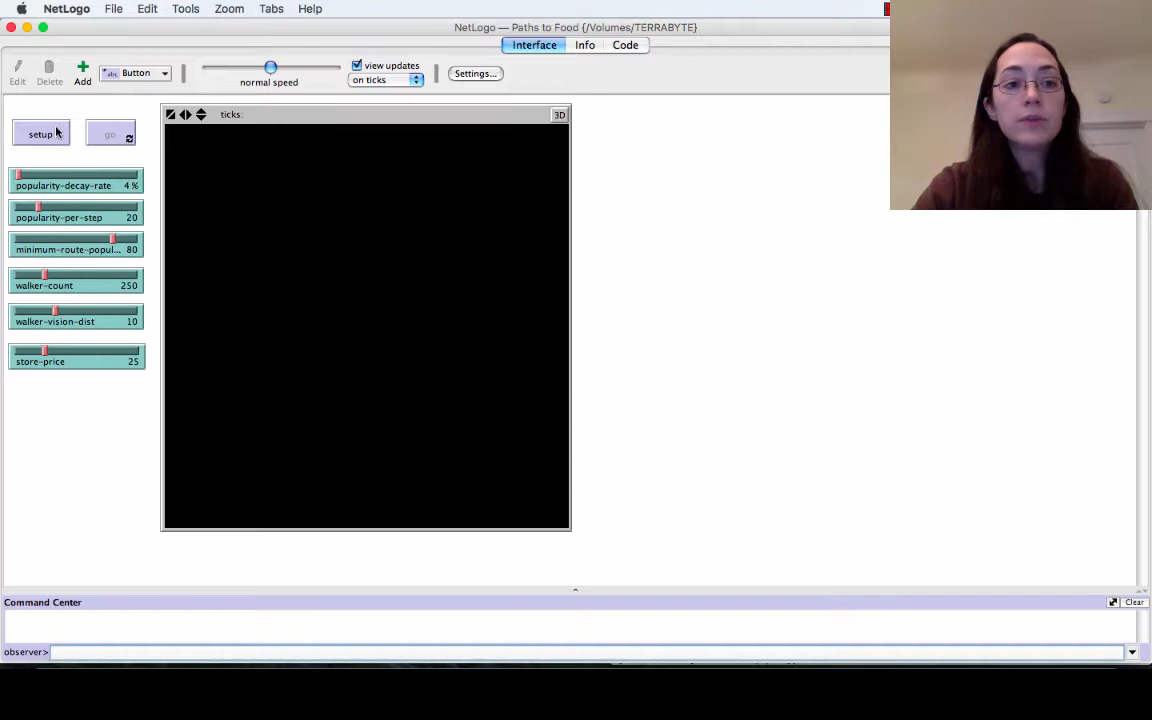 NetLogo File Edit Tools Zoom Tabs Help
NetLogo — Paths to Food {/Volumes/TERRABYTE}
Interface Info Code
Edit Delete Add abc Button normal speed view updates on ticks Settings...
setup go
ticks: 3D
popularity-decay-rate 4 %
popularity-per-step 20
minimum-route-popul... 80
walker-count 250
walker-vision-dist 10
store-price 25
Command Center Clear
observer>